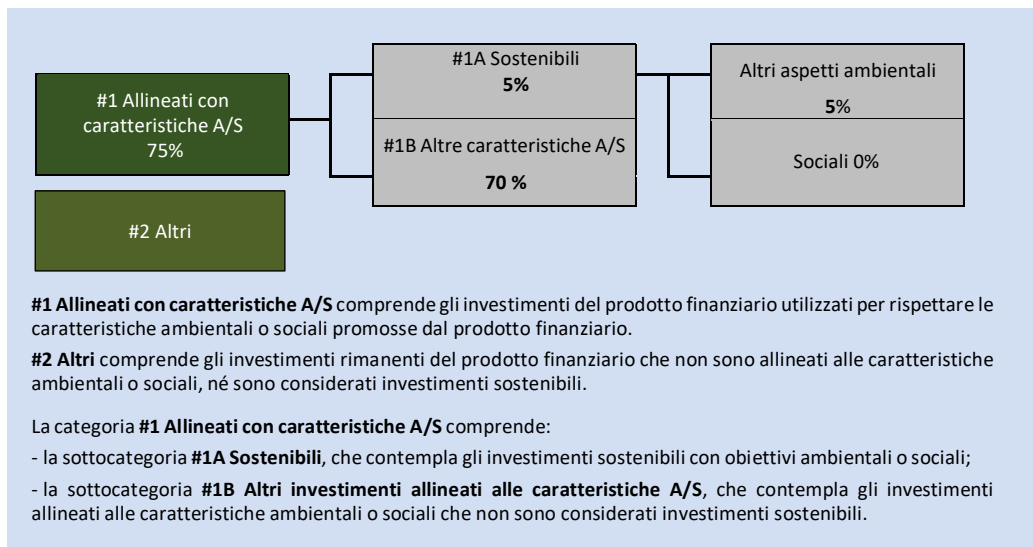 #1 Allineati con
caratteristiche A/S
75%
#2 Altri
#1A Sostenibili
5%
#1B Altre caratteristiche A/S
70 %
Altri aspetti ambientali
5%
Sociali 0%
#1 Allineati con caratteristiche A/S comprende gli investimenti del prodotto finanziario utilizzati per rispettare le
caratteristiche ambientali o sociali promosse dal prodotto finanziario.
#2 Altri comprende gli investimenti rimanenti del prodotto finanziario che non sono allineati alle caratteristiche
ambientali o sociali, né sono considerati investimenti sostenibili.
La categoria #1 Allineati con caratteristiche A/S comprende:
- la sottocategoria #1A Sostenibili, che contempla gli investimenti sostenibili con obiettivi ambientali o sociali;
- la sottocategoria #1B Altri investimenti allineati alle caratteristiche A/S, che contempla gli investimenti
allineati alle caratteristiche ambientali o sociali che non sono considerati investimenti sostenibili.